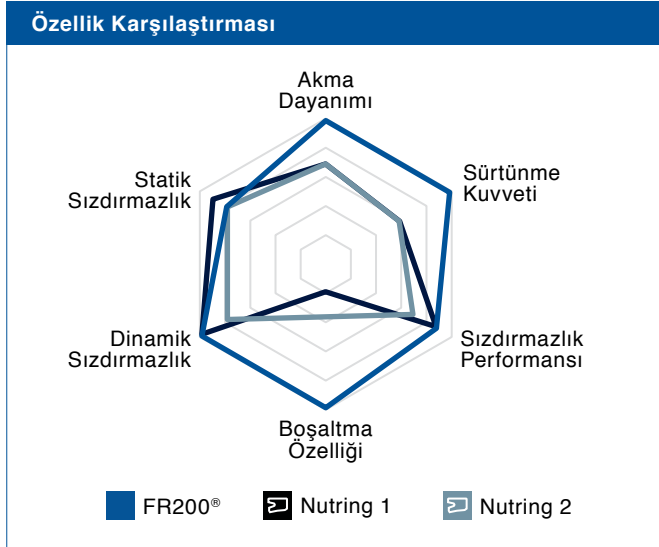 Özellik Karşılaştırması
Akma
Dayanımı
Statik
Sızdırmazlık
Sürtünme
Kuvveti
Dinamik
Sızdırmazlık
Sızdırmazlık
Performansı
Boşaltma
Özelliği
FR200®
Nutring 1
Nutring 2